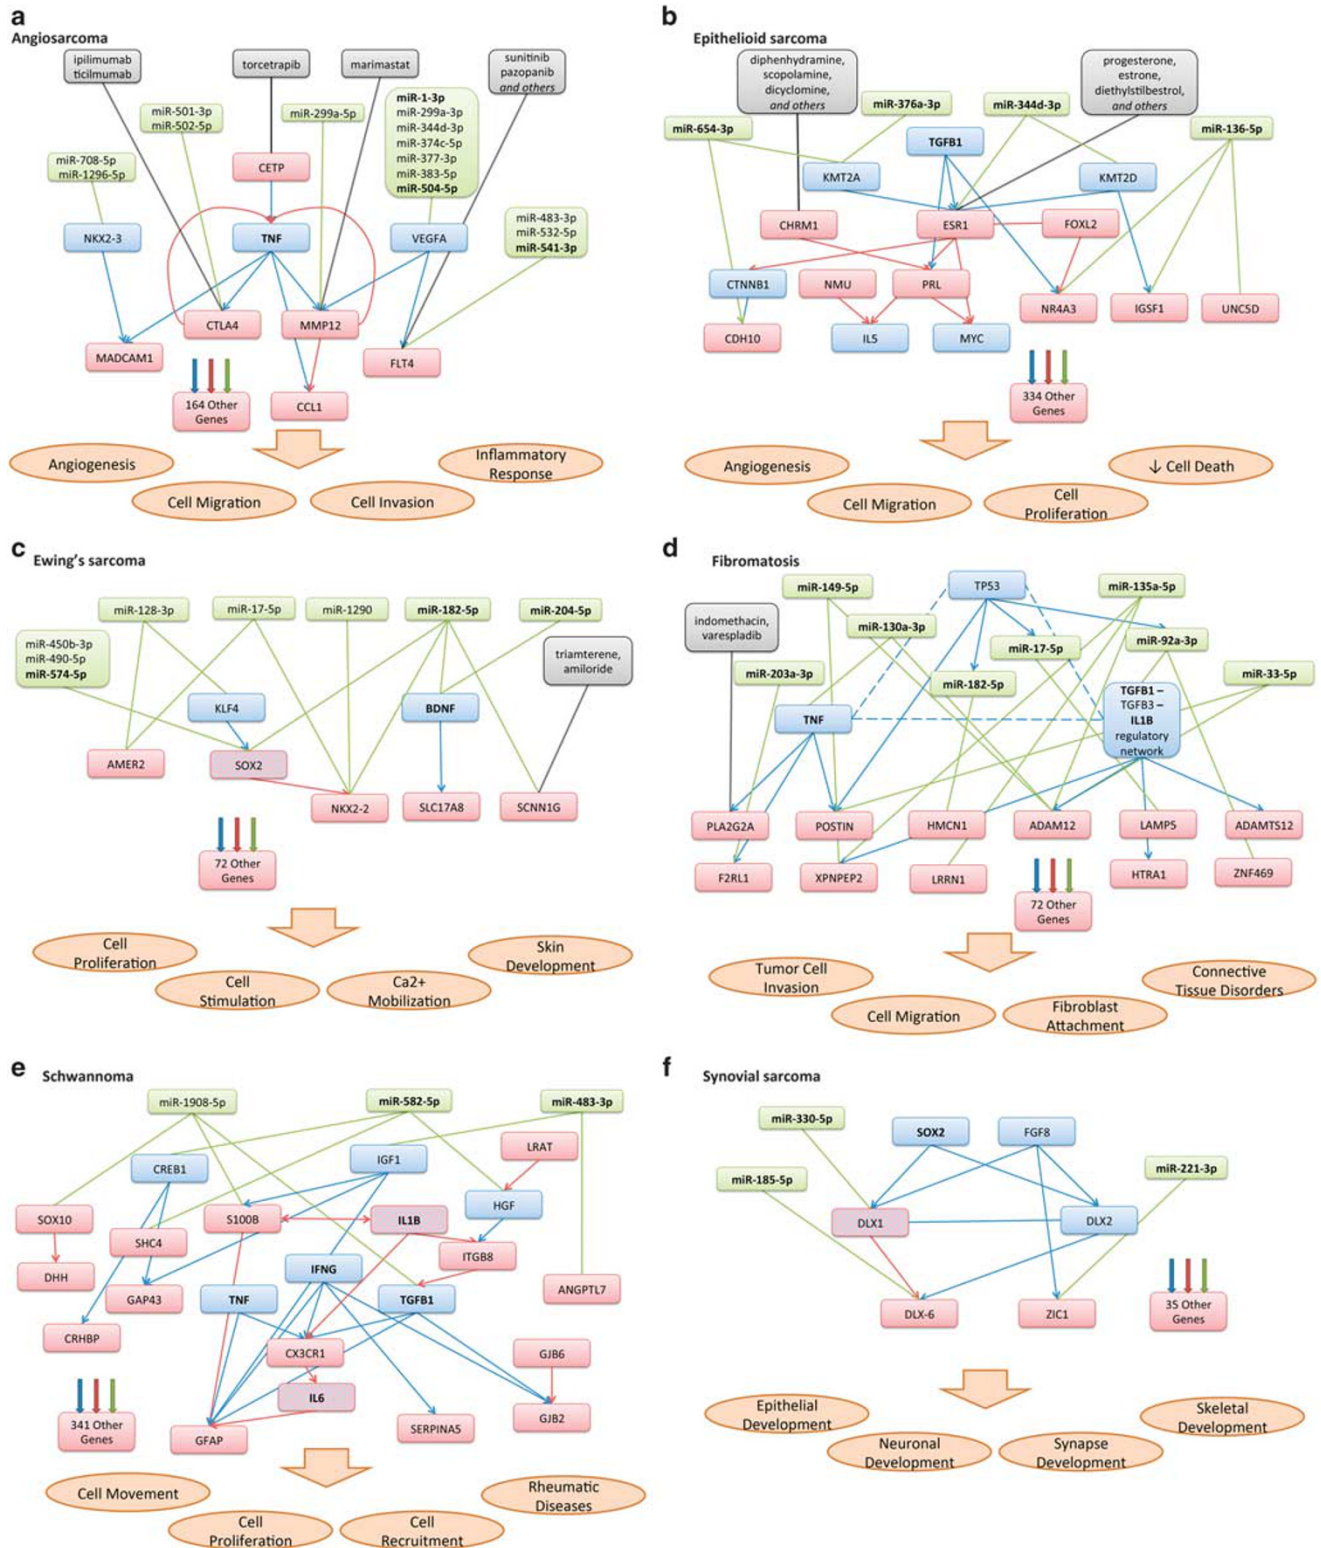 a
Angiosarcoma
ipilimumab
ticilmumab
torcetrapib
marimastat
sunitinib
pazopanib
and others
miR-501-3p
miR-502-5p
miR-299a-5p
miR-1-3p
miR-299a-3p
miR-344d-3p
miR-374c-5p
miR-377-3p
miR-383-5p
miR-504-5p
miR-708-5p
miR-1296-5p
CETP
miR-483-3p
miR-532-5p
miR-541-3p
NKX2-3
TNF
VEGFA
CTLA4
MMP12
MADCAM1
FLT4
164 Other
Genes
CCL1
Angiogenesis
Inflammatory
Response
Cell Migration
Cell Invasion
b
Epithelioid sarcoma
diphenhydramine,
scopolamine,
dicyclomine,
and others
progesterone,
estrone,
diethylstilbestrol,
and others
miR-376a-3p
miR-344d-3p
miR-654-3p
miR-136-5p
TGFB1
KMT2A
KMT2D
CHRM1
ESR1
FOXL2
CTNNB1
NMU
PRL
NR4A3
IGSF1
UNC5D
CDH10
IL5
MYC
334 Other
Genes
Angiogenesis
↓ Cell Death
Cell Migration
Cell
Proliferation
c
Ewing's sarcoma
miR-128-3p
miR-17-5p
miR-1290
miR-182-5p
miR-204-5p
miR-450b-3p
miR-490-5p
miR-574-5p
triamterene,
amiloride
KLF4
BDNF
AMER2
SOX2
NKX2-2
SLC17A8
SCNN1G
72 Other
Genes
Cell
Proliferation
Skin
Development
Cell
Stimulation
Ca2+
Mobilization
d
Fibromatosis
miR-149-5p
TP53
miR-135a-5p
indomethacin,
varespladib
miR-130a-3p
miR-17-5p
miR-92a-3p
miR-203a-3p
miR-182-5p
miR-33-5p
TNF
TGFB1 –
TGFB3 –
IL1B
regulatory
network
PLA2G2A
POSTIN
HMCN1
ADAM12
LAMP5
ADAMTS12
F2RL1
XPNPEP2
LRRN1
HTRA1
ZNF469
72 Other
Genes
Tumor Cell
Invasion
Connective
Tissue Disorders
Cell Migration
Fibroblast
Attachment
e
Schwannoma
miR-1908-5p
miR-582-5p
miR-483-3p
LRAT
CREB1
IGF1
HGF
SOX10
S100B
IL1B
SHC4
ITGB8
DHH
IFNG
ANGPTL7
GAP43
TNF
TGFB1
CRHBP
CX3CR1
GJB6
IL6
341 Other
Genes
GFAP
SERPINA5
GJB2
Cell Movement
Rheumatic
Diseases
Cell
Proliferation
Cell
Recruitment
f
Synovial sarcoma
miR-330-5p
SOX2
FGF8
miR-185-5p
miR-221-3p
DLX1
DLX2
DLX-6
ZIC1
35 Other
Genes
Epithelial
Development
Skeletal
Development
Neuronal
Development
Synapse
Development